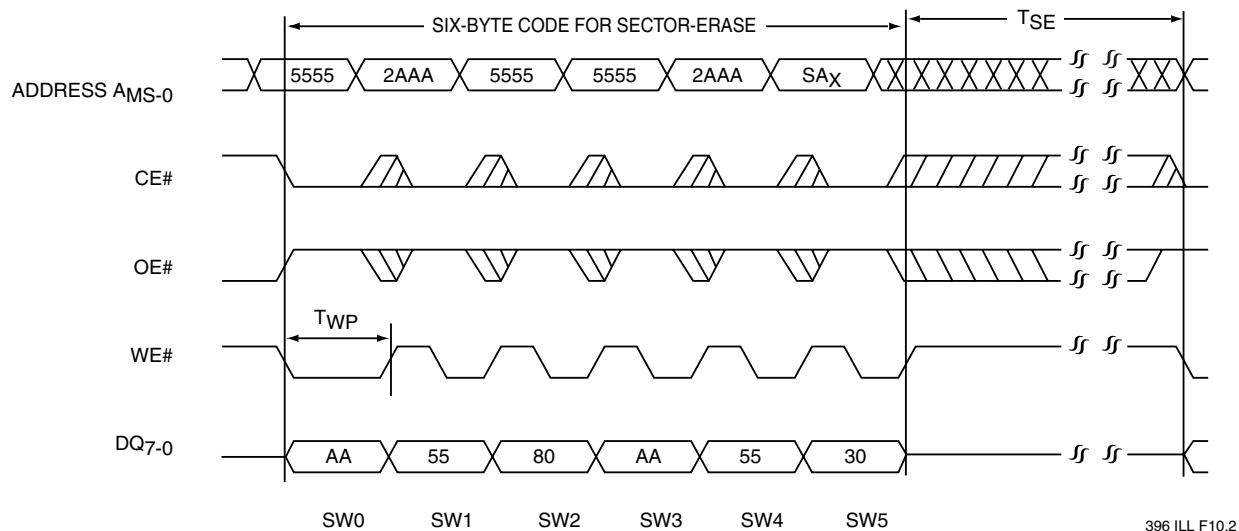 SIX-BYTE CODE FOR SECTOR-ERASE
TSE
ADDRESS AMS-0
5555 2AAA 5555 5555 2AAA SAX
CE#
OE#
TWP
WE#
DQ7-0
AA 55 80 AA 55 30
SW0 SW1 SW2 SW3 SW4 SW5
396 ILL F10.2